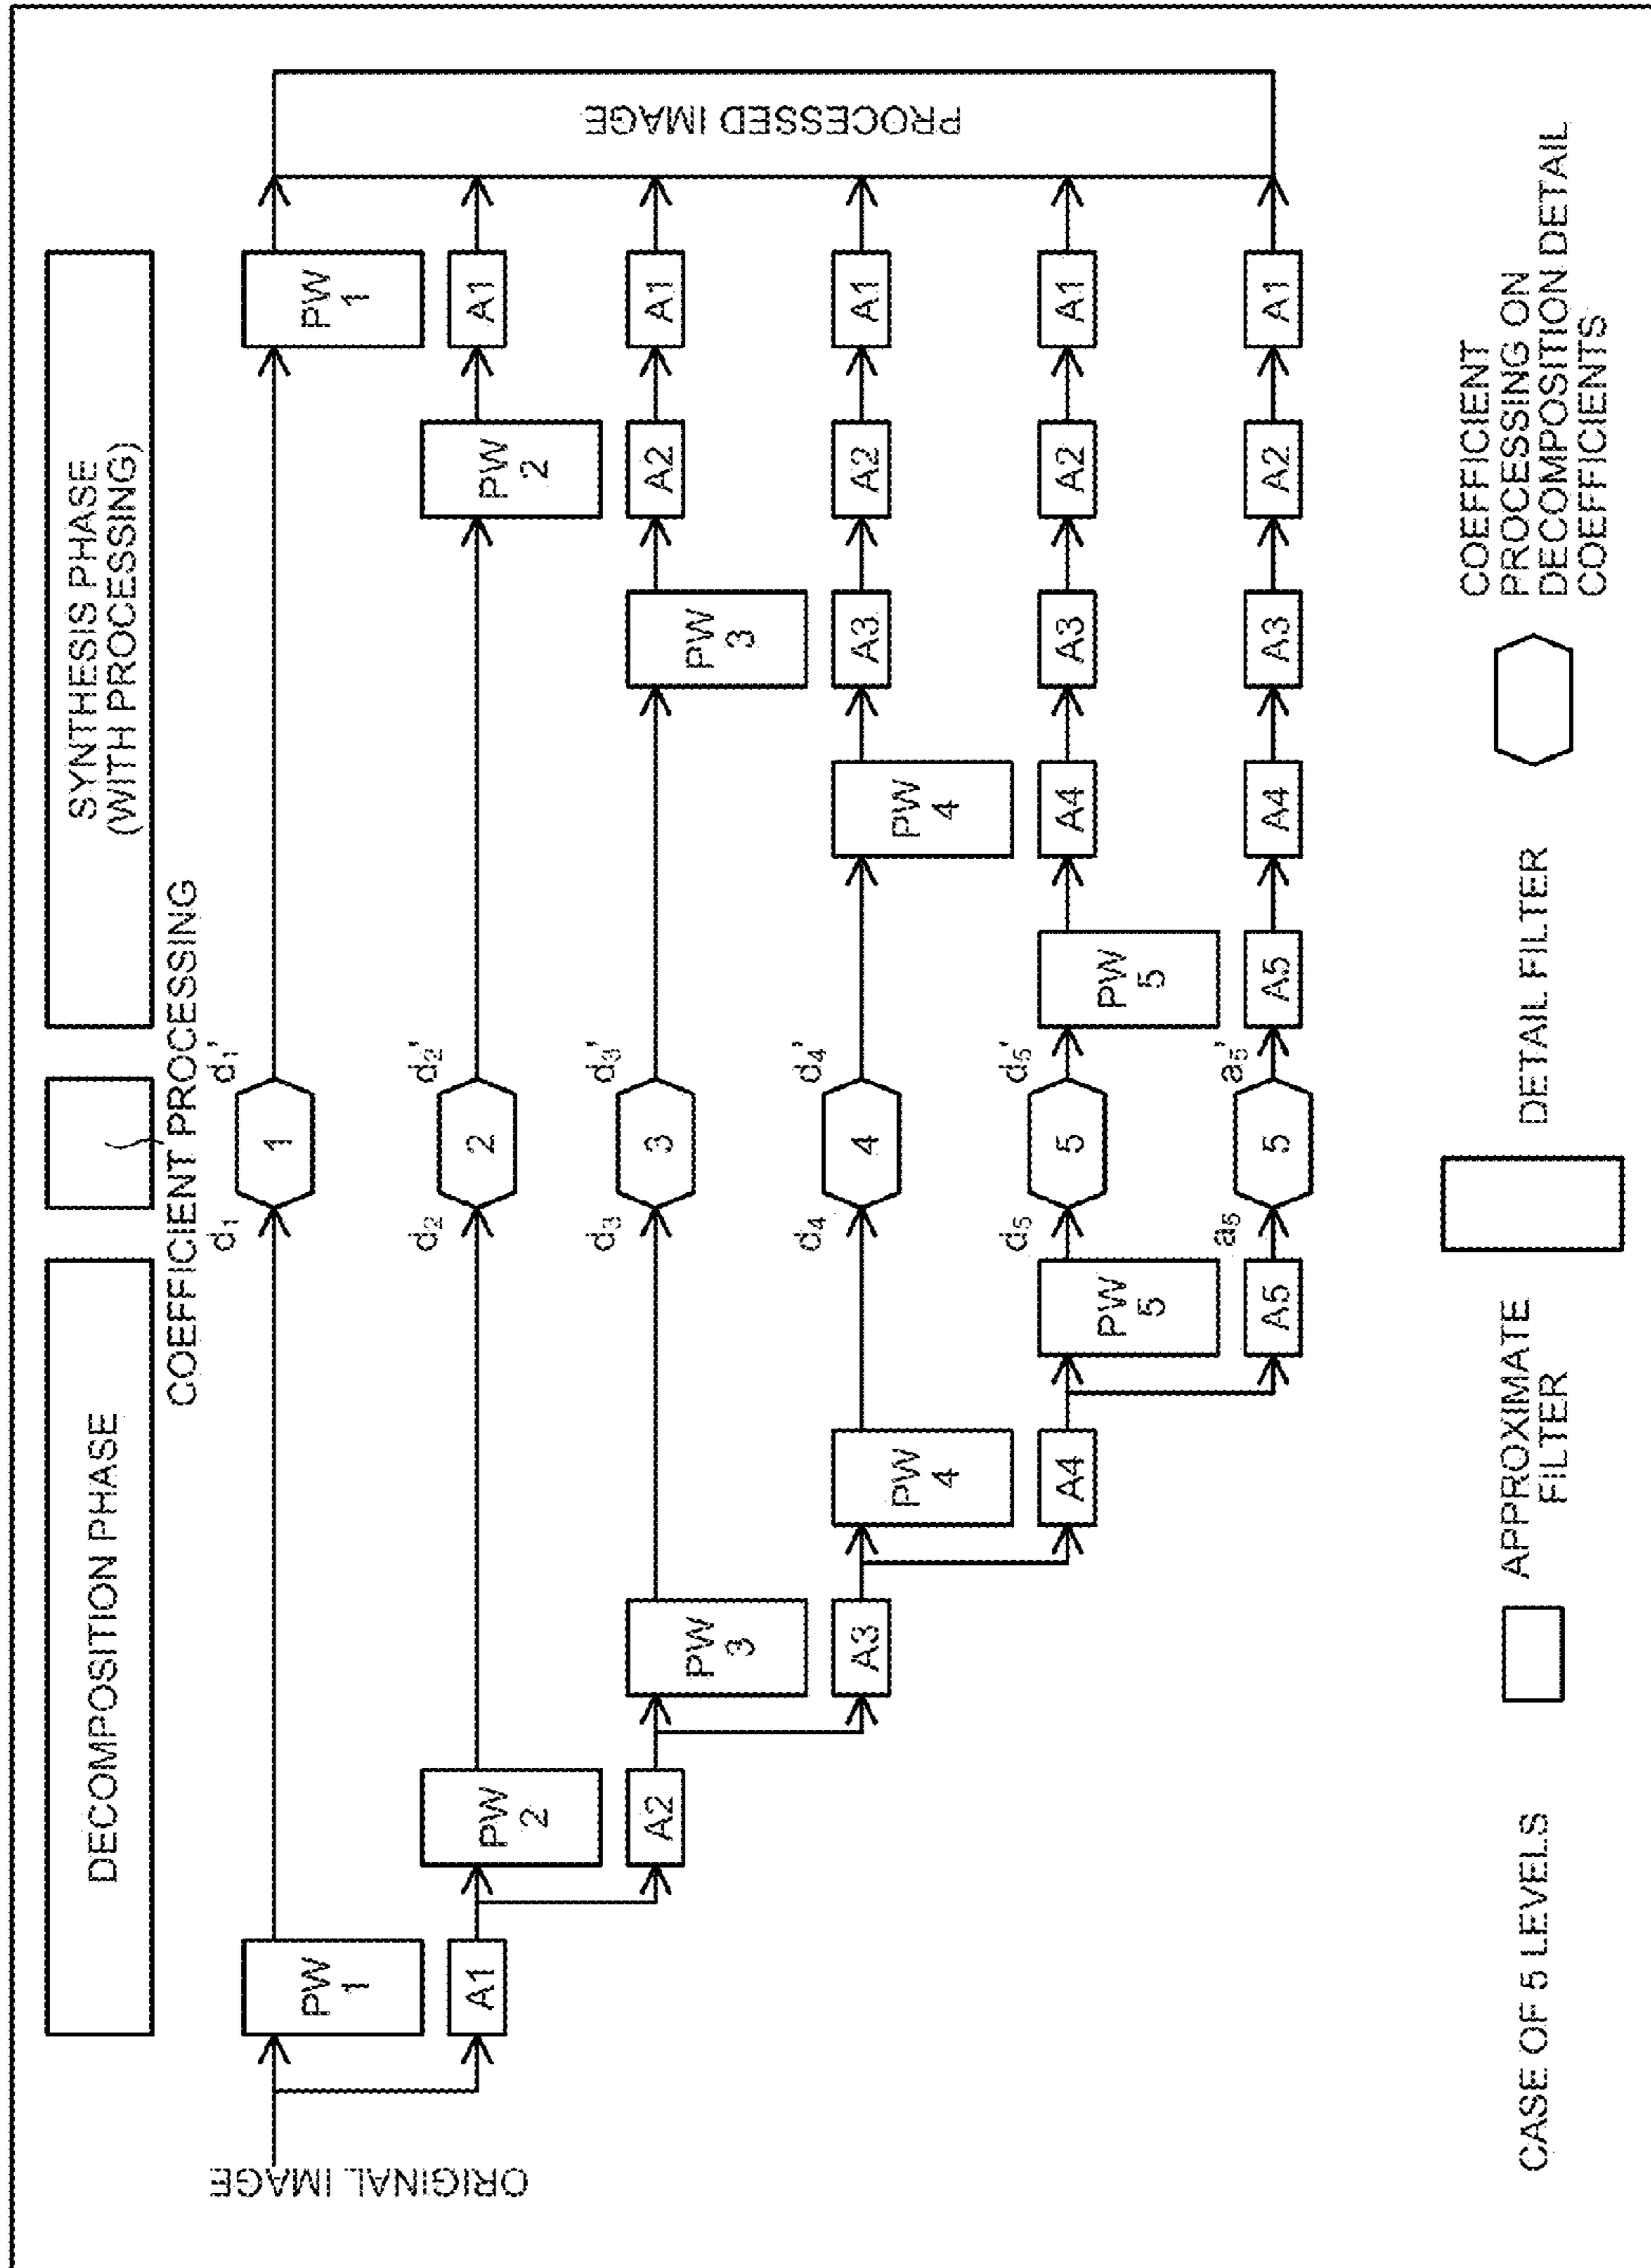 DECOMPOSITION PHASE
SYNTHESIS PHASE
(WITH PROCESSING)
COEFFICIENT PROCESSING
ORIGINAL IMAGE
PW
1
d₁
1
d₁'
PW
1
A1
PW
2
d₂
2
d₂'
PW
2
A1
A2
PW
3
d₃
3
d₃'
PW
3
A2
A1
A3
PW
4
d₄
4
d₄'
PW
4
A3
A2
A1
A4
PW
5
d₅
5
d₅'
PW
5
A4
A3
A2
A1
A5
a₅
5
a₅'
A5
A4
A3
A2
A1
PROCESSED IMAGE
CASE OF 5 LEVELS
APPROXIMATE
FILTER
DETAIL FILTER
COEFFICIENT
PROCESSING ON
DECOMPOSITION DETAIL
COEFFICIENTS